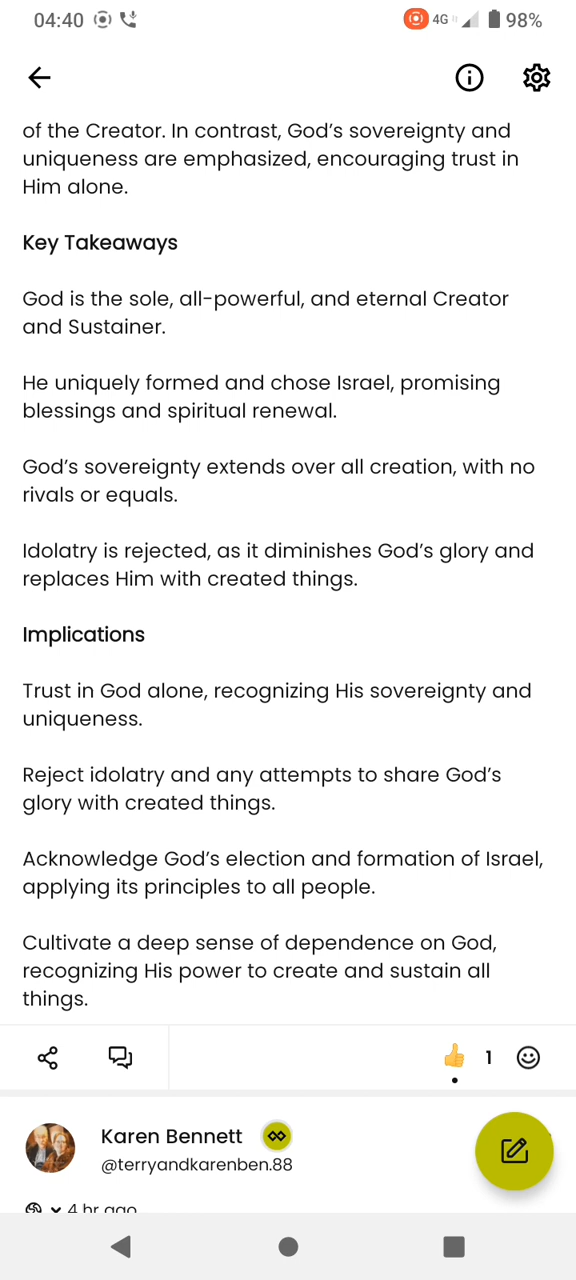 04:40
4G
98%
of the Creator. In contrast, God’s sovereignty and
uniqueness are emphasized, encouraging trust in
Him alone.
Key Takeaways
God is the sole, all-powerful, and eternal Creator
and Sustainer.
He uniquely formed and chose Israel, promising
blessings and spiritual renewal.
God’s sovereignty extends over all creation, with no
rivals or equals.
Idolatry is rejected, as it diminishes God’s glory and
replaces Him with created things.
Implications
Trust in God alone, recognizing His sovereignty and
uniqueness.
Reject idolatry and any attempts to share God’s
glory with created things.
Acknowledge God’s election and formation of Israel,
applying its principles to all people.
Cultivate a deep sense of dependence on God,
recognizing His power to create and sustain all
things.
1
Karen Bennett
@terryandkarenben.88
4 hr ago